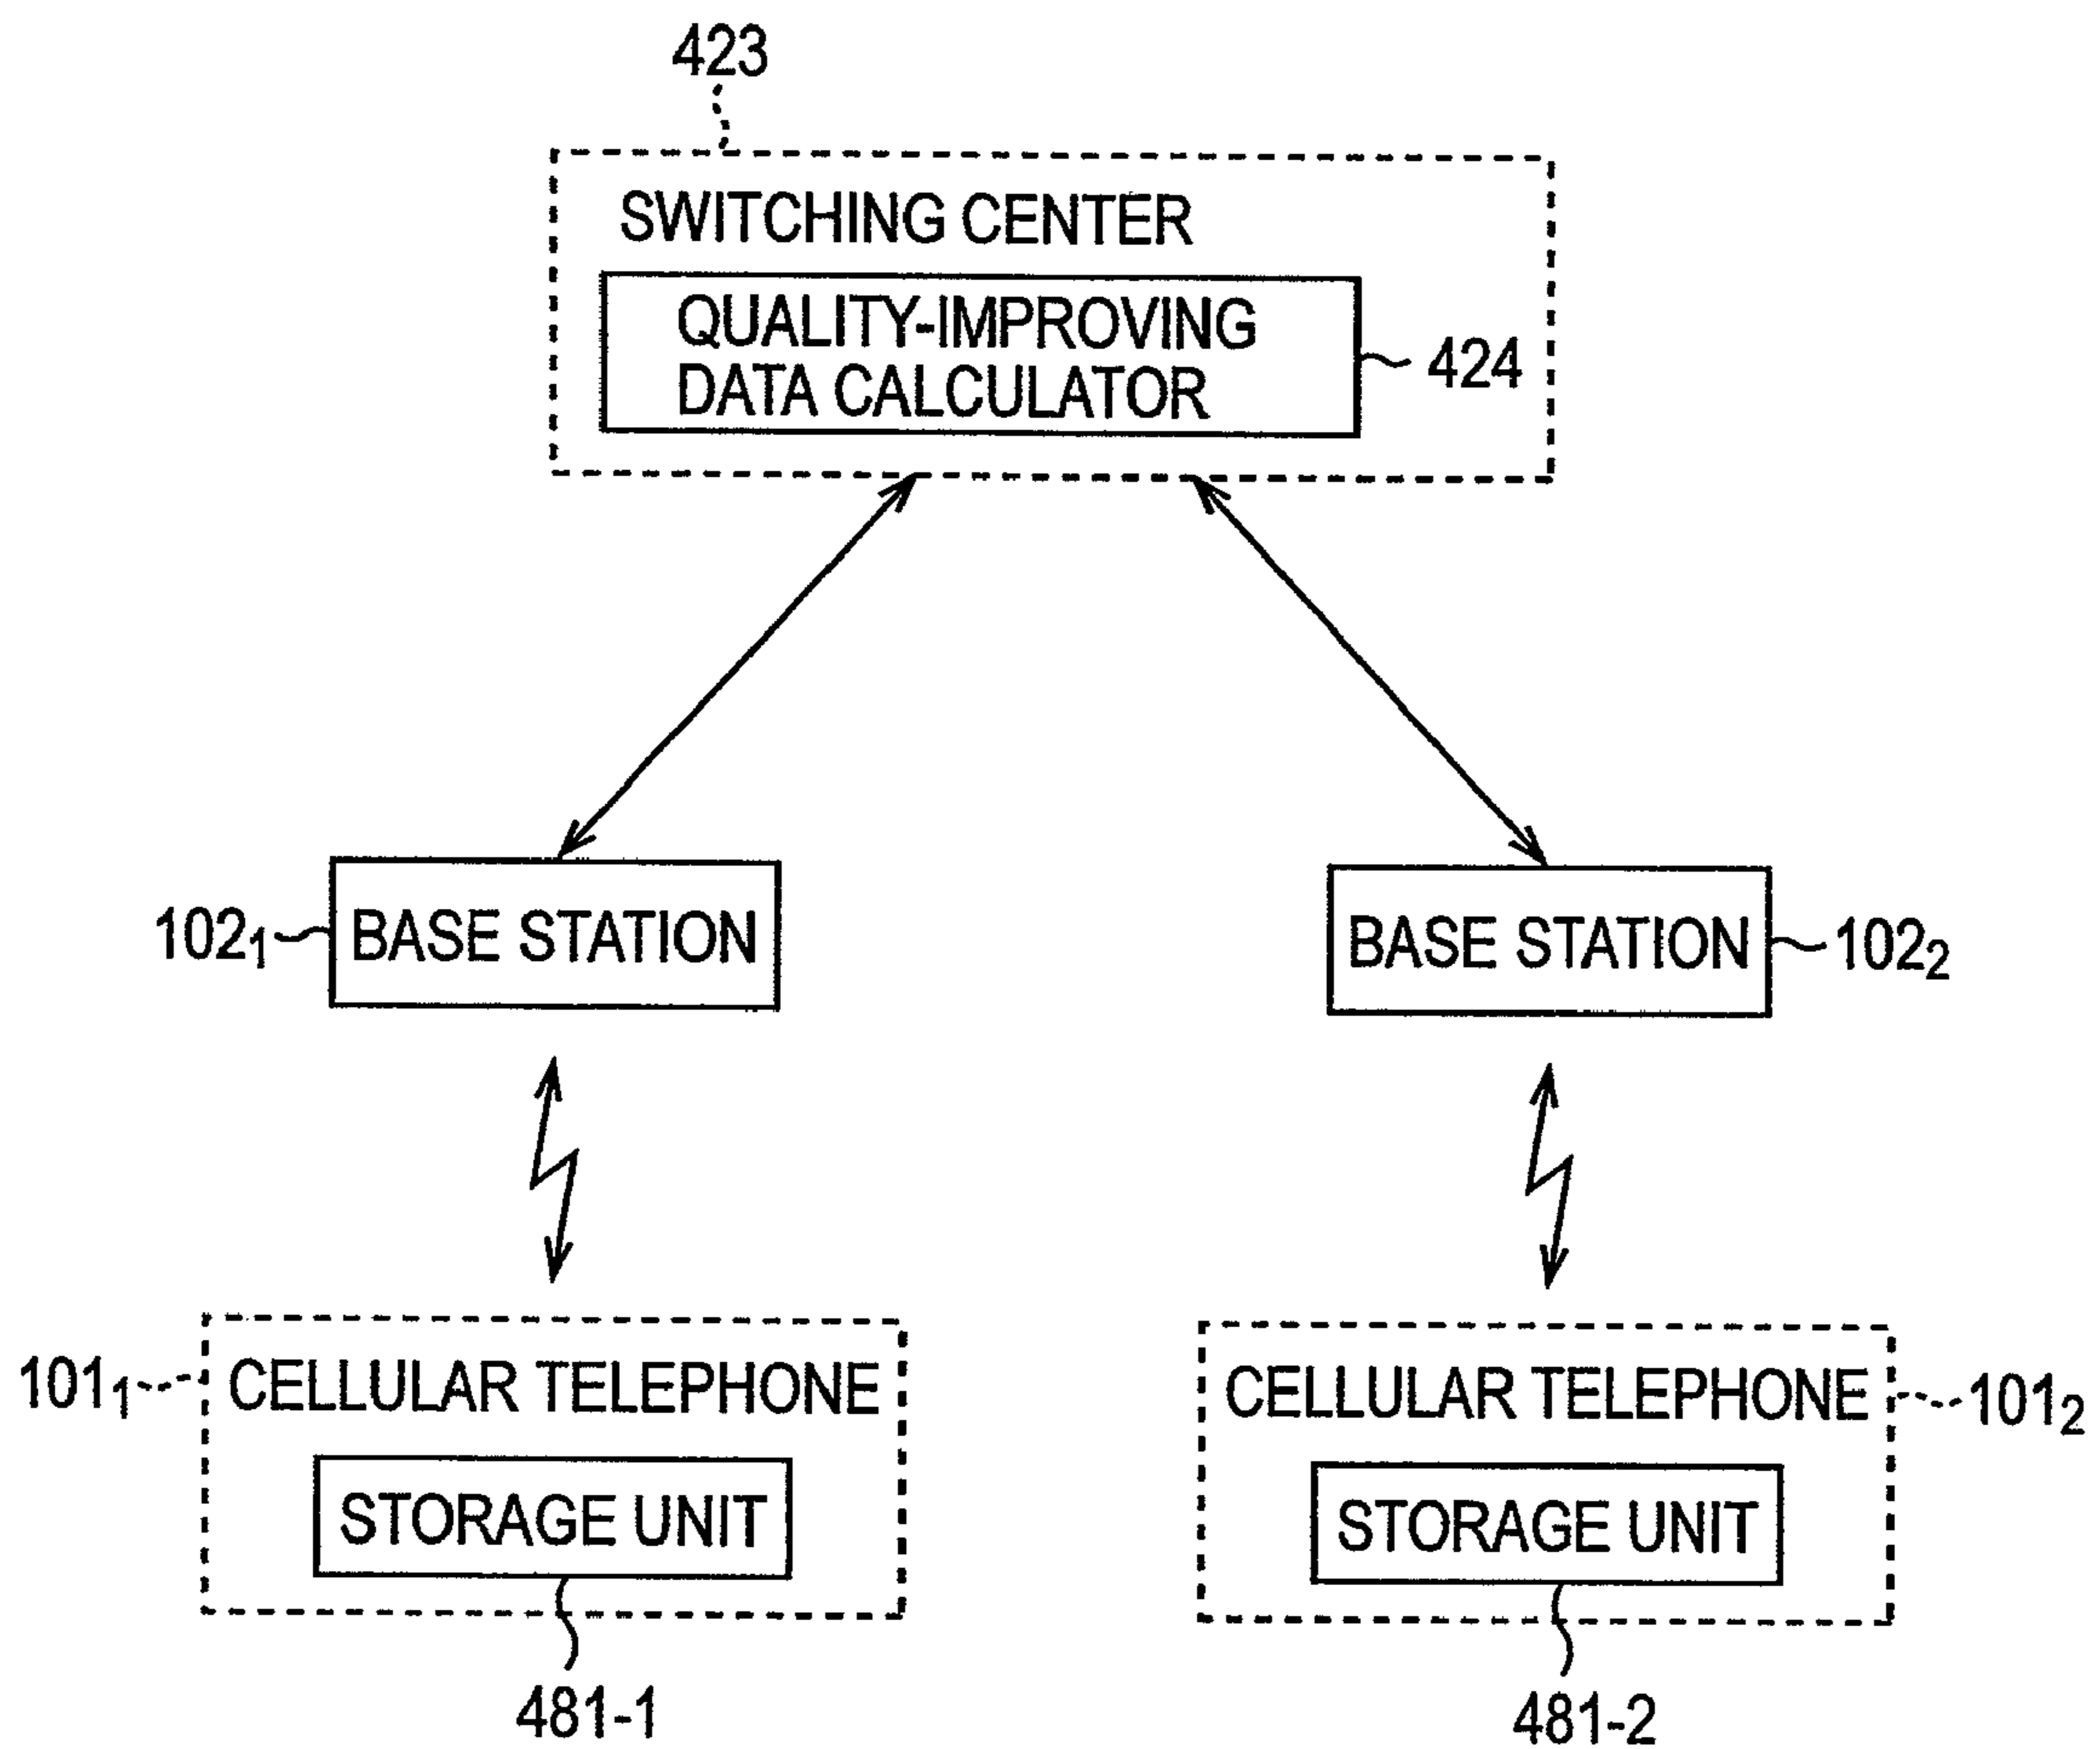 423
SWITCHING CENTER
QUALITY-IMPROVING
DATA CALCULATOR
424
102₁
BASE STATION
BASE STATION
102₂
101₁
CELLULAR TELEPHONE
CELLULAR TELEPHONE
101₂
STORAGE UNIT
STORAGE UNIT
481-1
481-2